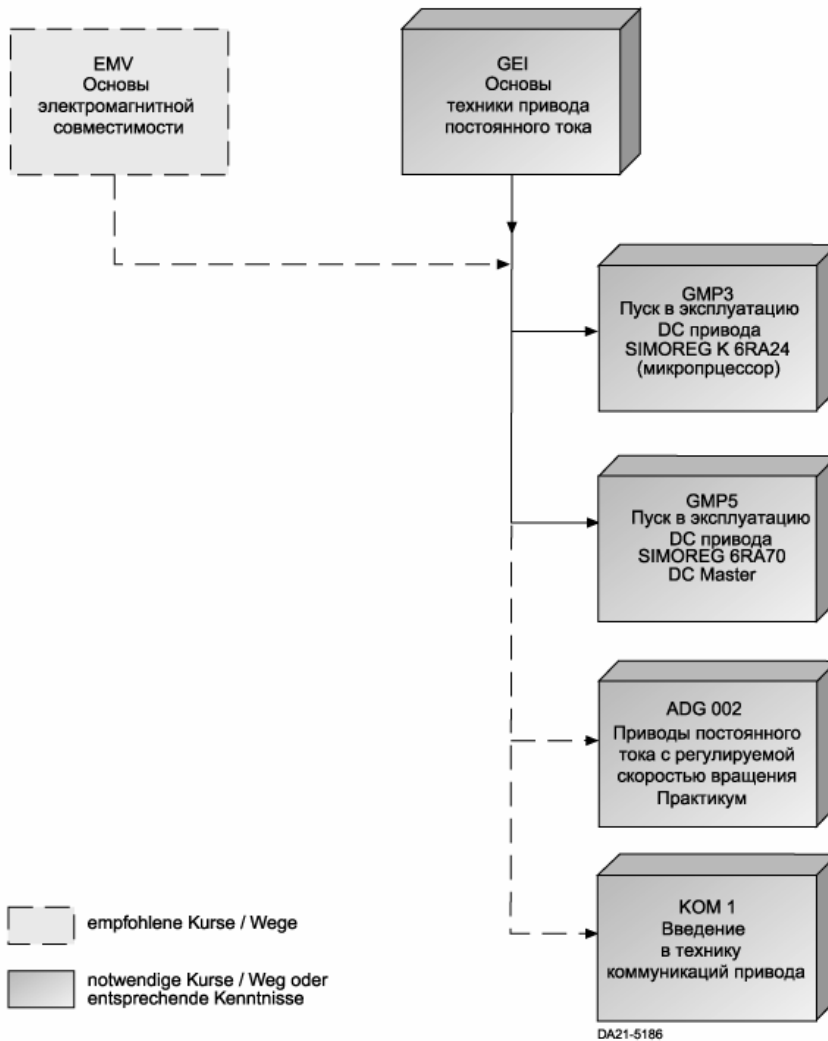 EMV
Основы
электромагнитной
совместимости
GEI
Основы
техники привода
постоянного тока
GMP3
Пуск в эксплуатацию
DC привода
SIMOREG K 6RA24
(микропрцессор)
GMP5
Пуск в эксплуатацию
DC привода
SIMOREG 6RA70
DC Master
ADG 002
Приводы постоянного
тока с регулируемой
скоростью вращения
Практикум
KOM 1
Введение
в технику
коммуникаций привода
empfohlene Kurse / Wege
notwendige Kurse / Weg oder
entsprechende Kenntnisse
DA21-5186